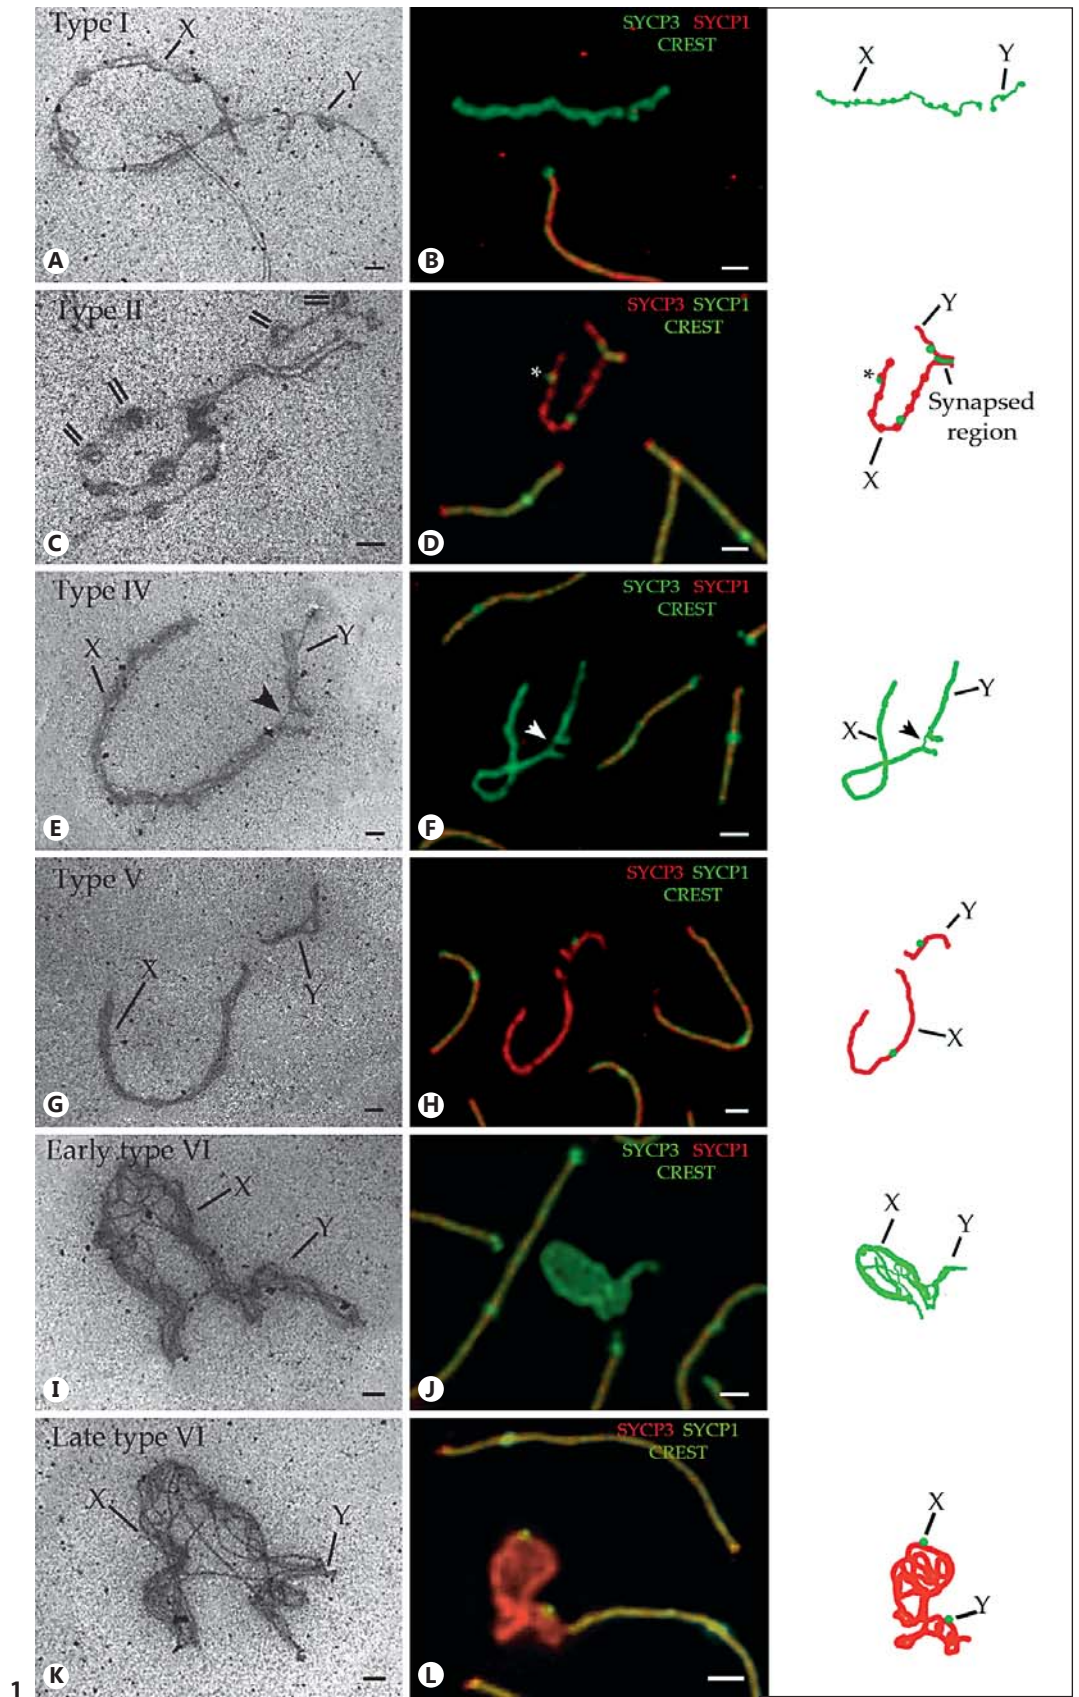 Type I
X
Y
A
SYCP3 SYCP1
CREST
B
X
Y
Type II
C
SYCP3 SYCP1
CREST
*
D
Y
*
Synapsed
region
X
Type IV
X
Y
E
SYCP3 SYCP1
CREST
F
Y
X
Type V
X
Y
G
SYCP3 SYCP1
CREST
H
Y
X
Early type VI
X
Y
I
SYCP3 SYCP1
CREST
J
X
Y
Late type VI
X
Y
K
SYCP3 SYCP1
CREST
L
X
Y
1